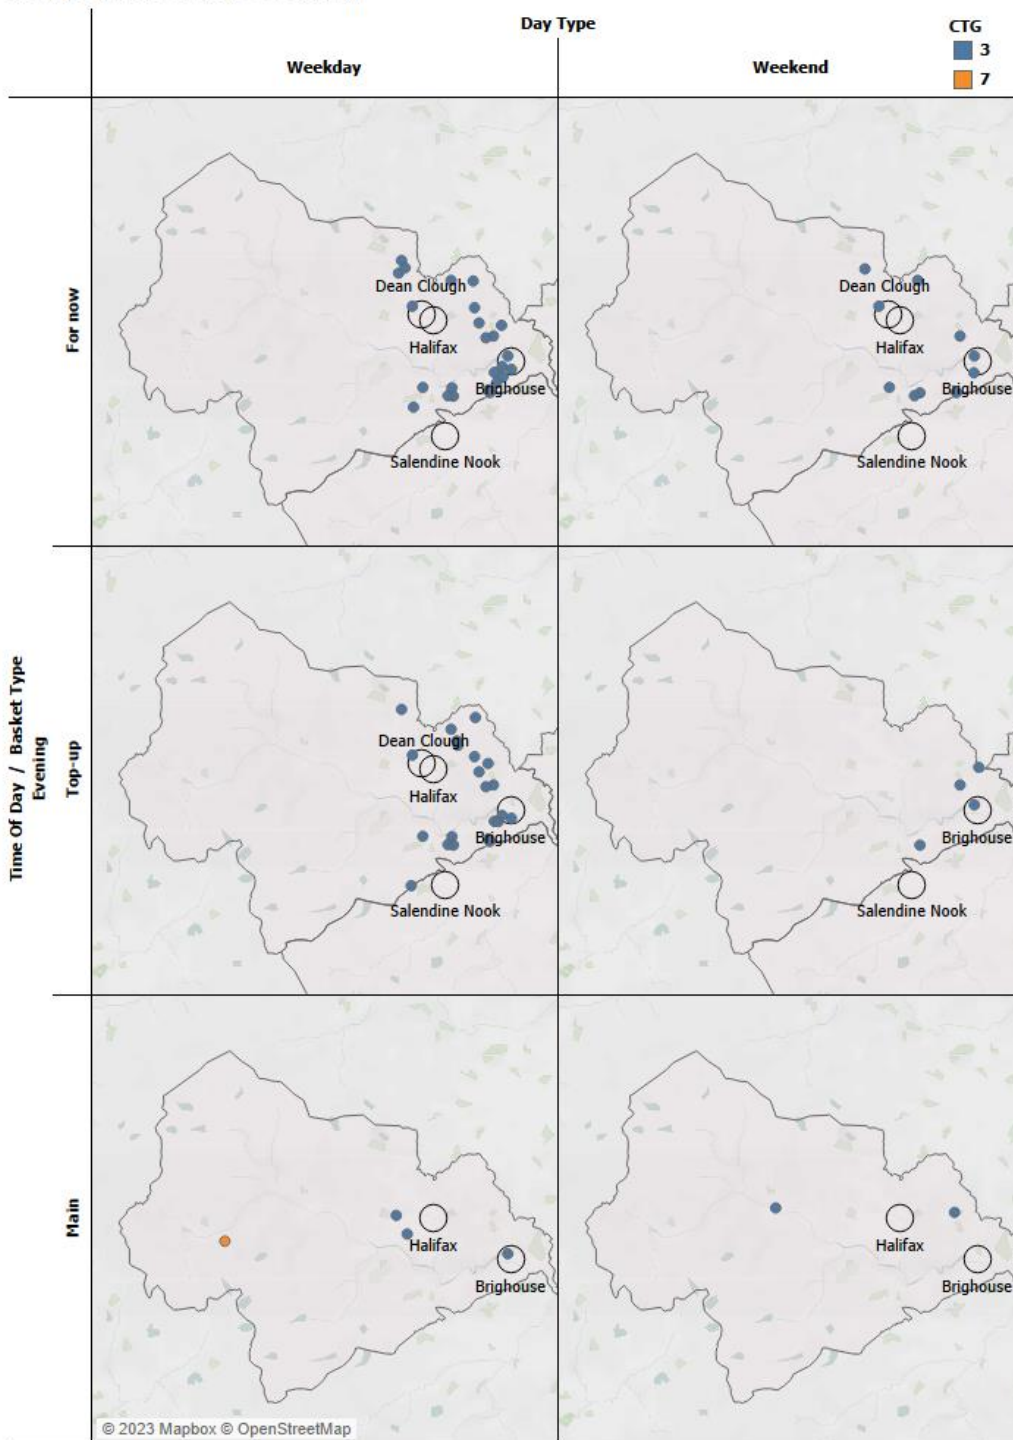 Day Type
CTG
3
7
Weekday
Weekend
Time Of Day / Basket Type
Evening
For now
Dean Clough
Halifax
Brighouse
Salendine Nook
Dean Clough
Halifax
Brighouse
Salendine Nook
Top-up
Dean Clough
Halifax
Brighouse
Salendine Nook
Brighouse
Salendine Nook
Main
Halifax
Brighouse
Halifax
Brighouse
© 2023 Mapbox © OpenStreetMap